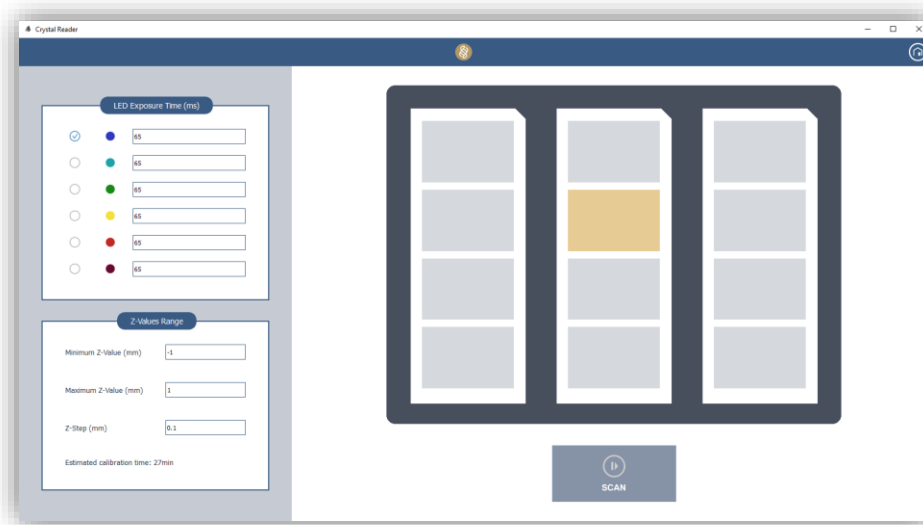 Crystal Reader
LED Exposure Time (ms)
65
65
65
65
65
65
Z-Values Range
Minimum Z-Value (mm)
-1
Maximum Z-Value (mm)
1
Z-Step (mm)
0.1
Estimated calibration time: 27min
SCAN